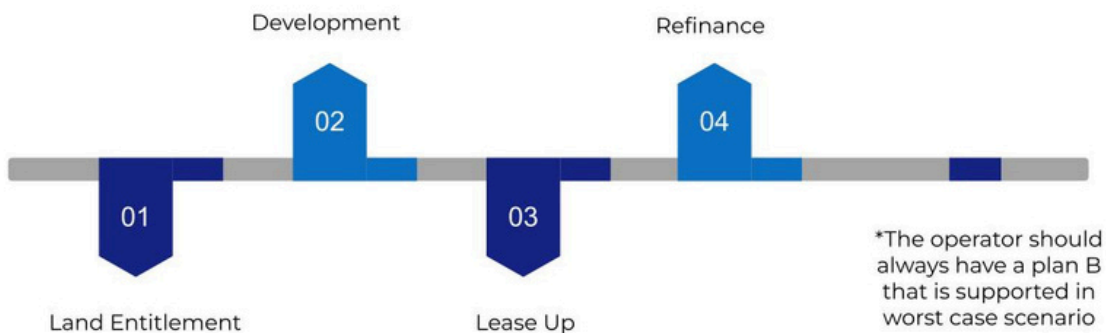 Development
Refinance
02
04
01
03
*The operator should
always have a plan B
that is supported in
worst case scenario
Land Entitlement
Lease Up